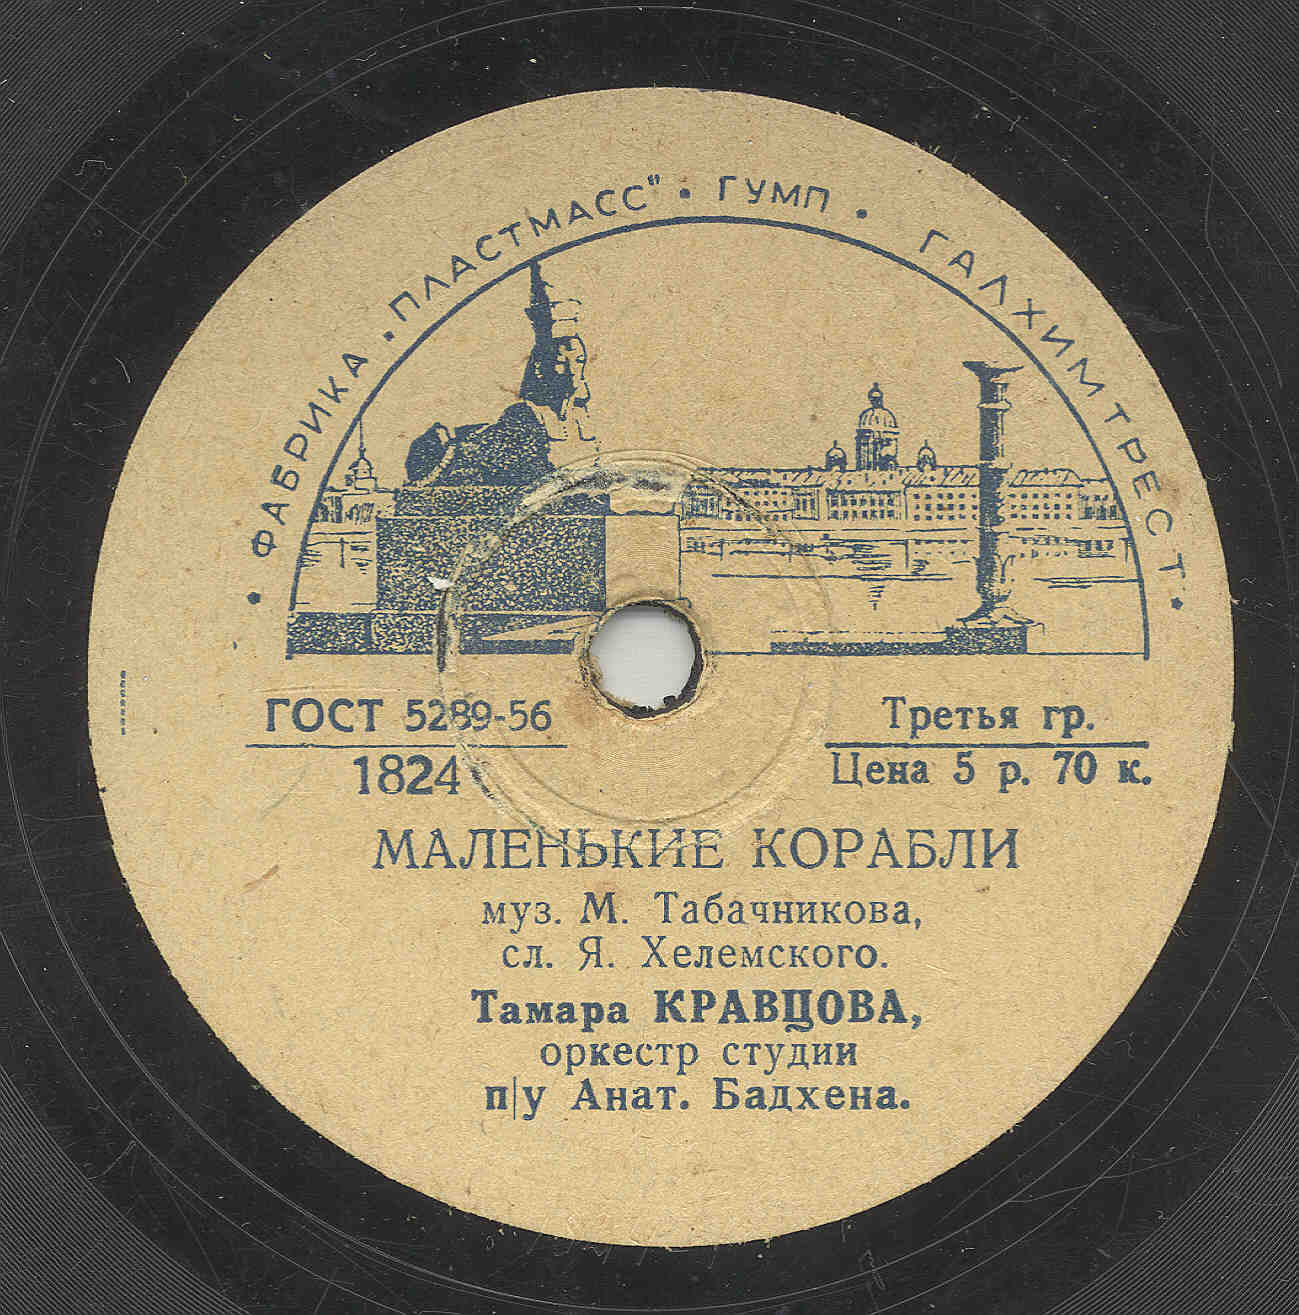 • ФАБРИКА „ПЛАСТМАСС" • ГУМП • ГАЛХИМТРЕСТ •
ГОСТ 5289-56
1824
Третья гр.
Цена 5 р. 70 к.
МАЛЕНЬКИЕ КОРАБЛИ
муз. М. Табачникова,
сл. Я. Хелемского.
Тамара КРАВЦОВА,
оркестр студии
п/у Анат. Бадхена.